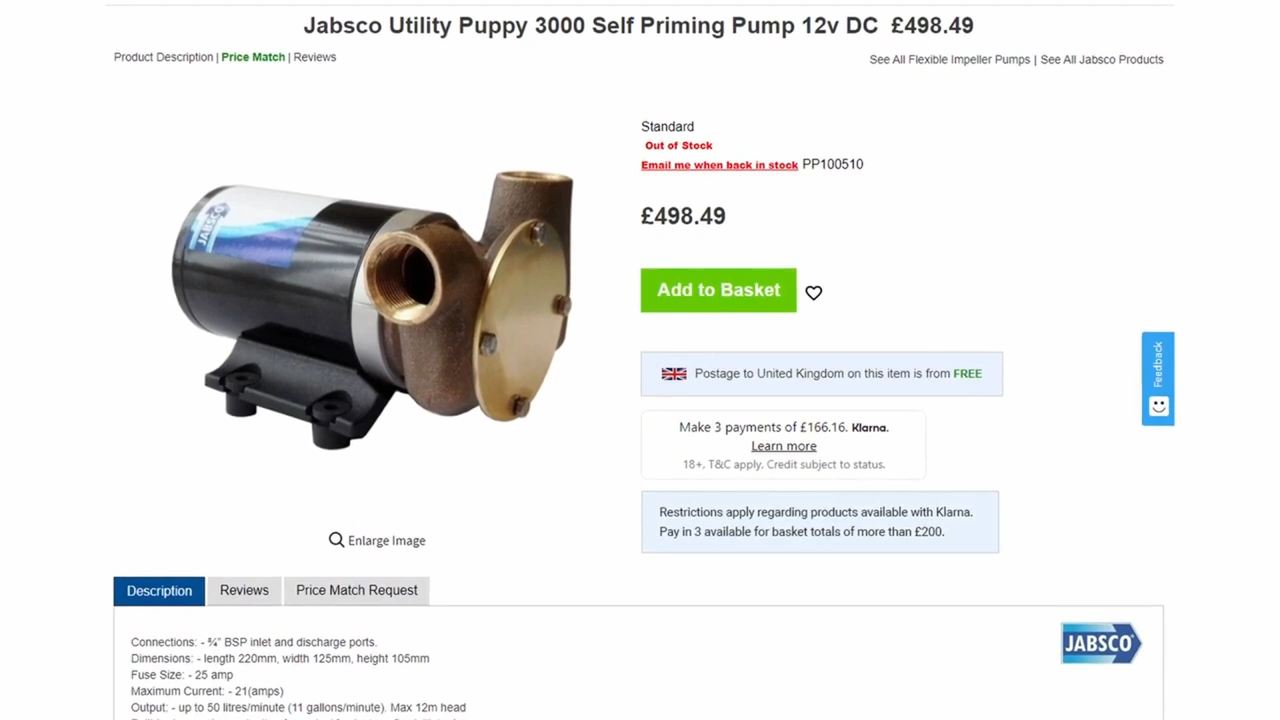 Jabsco Utility Puppy 3000 Self Priming Pump 12v DC £498.49
Product Description | Price Match | Reviews
See All Flexible Impeller Pumps | See All Jabsco Products
Standard
Out of Stock
Email me when back in stock PP100510
£498.49
Add to Basket
Postage to United Kingdom on this item is from FREE
Make 3 payments of £166.16. Klarna.
Learn more
18+, T&C apply. Credit subject to status.
Restrictions apply regarding products available with Klarna.
Pay in 3 available for basket totals of more than £200.
Feedback
JABSCO
Enlarge Image
Description
Reviews
Price Match Request
JABSCO
Connections: - ¾" BSP inlet and discharge ports.
Dimensions: - length 220mm, width 125mm, height 105mm
Fuse Size: - 25 amp
Maximum Current: - 21(amps)
Output: - up to 50 litres/minute (11 gallons/minute). Max 12m head